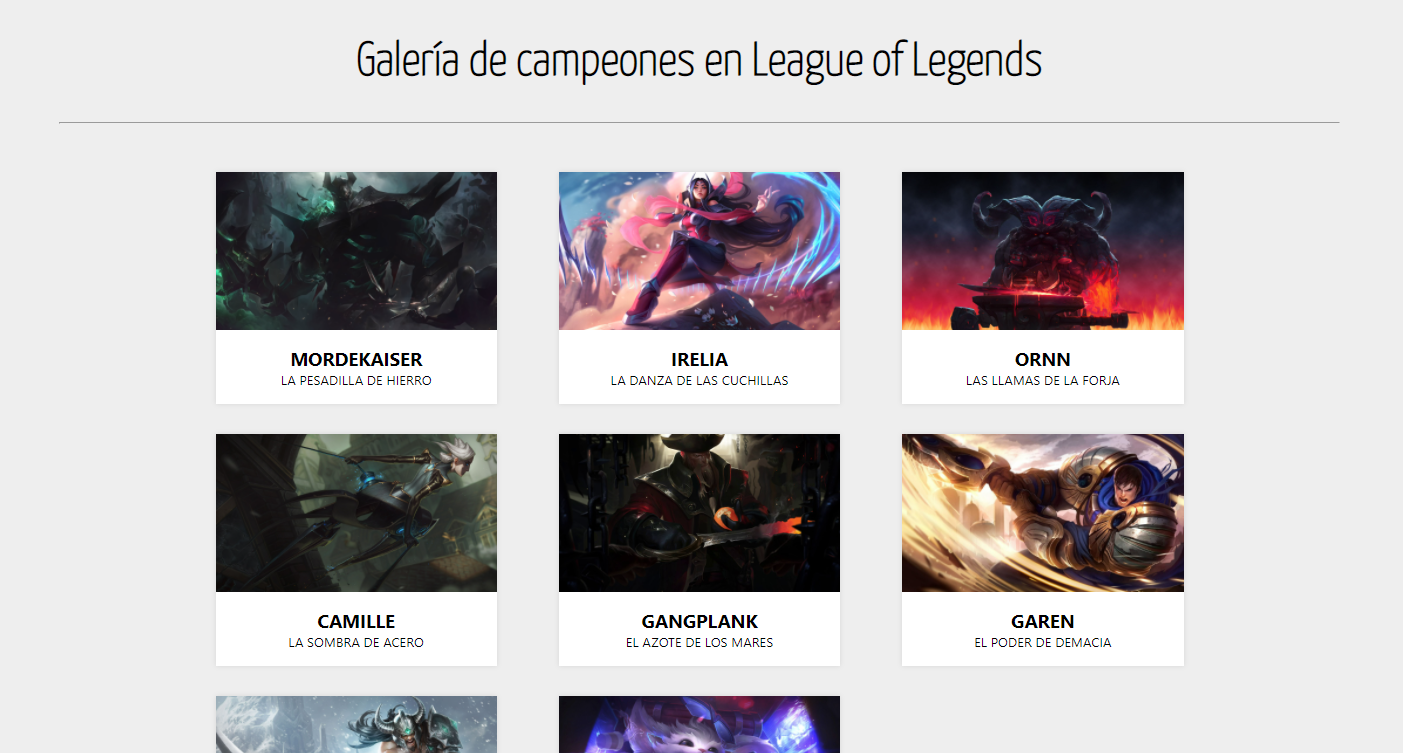 Galería de campeones en League of Legends
MORDEKAISER
LA PESADILLA DE HIERRO
IRELIA
LA DANZA DE LAS CUCHILLAS
ORNN
LAS LLAMAS DE LA FORJA
CAMILLE
LA SOMBRA DE ACERO
GANGPLANK
EL AZOTE DE LOS MARES
GAREN
EL PODER DE DEMACIA